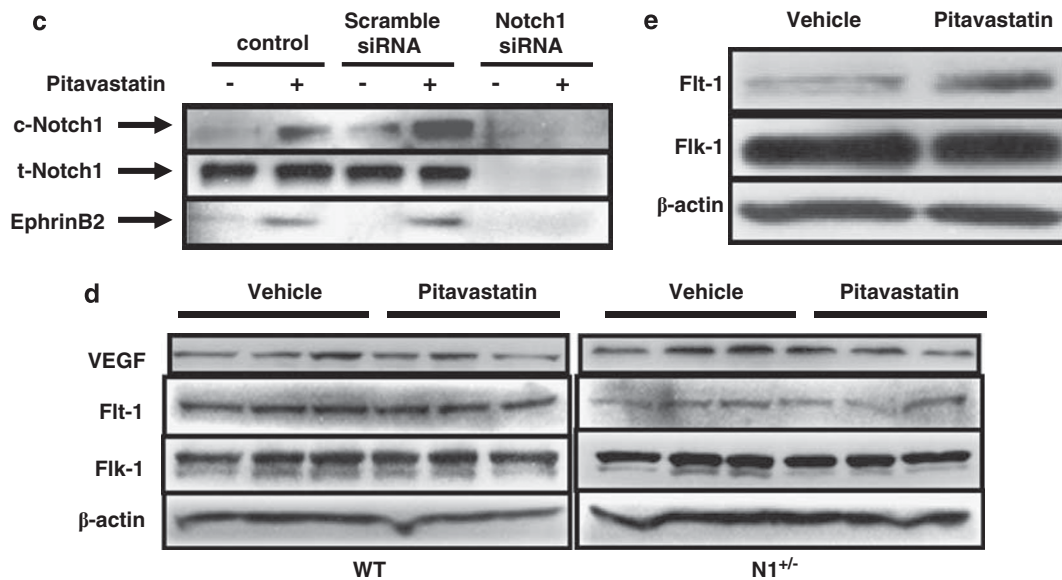 c
control
Scramble
siRNA
Notch1
siRNA
Pitavastatin - + - + - +
c-Notch1
t-Notch1
EphrinB2
e
Vehicle Pitavastatin
Flt-1
Flk-1
β-actin
d
Vehicle Pitavastatin Vehicle Pitavastatin
VEGF
Flt-1
Flk-1
β-actin
WT N1+/-